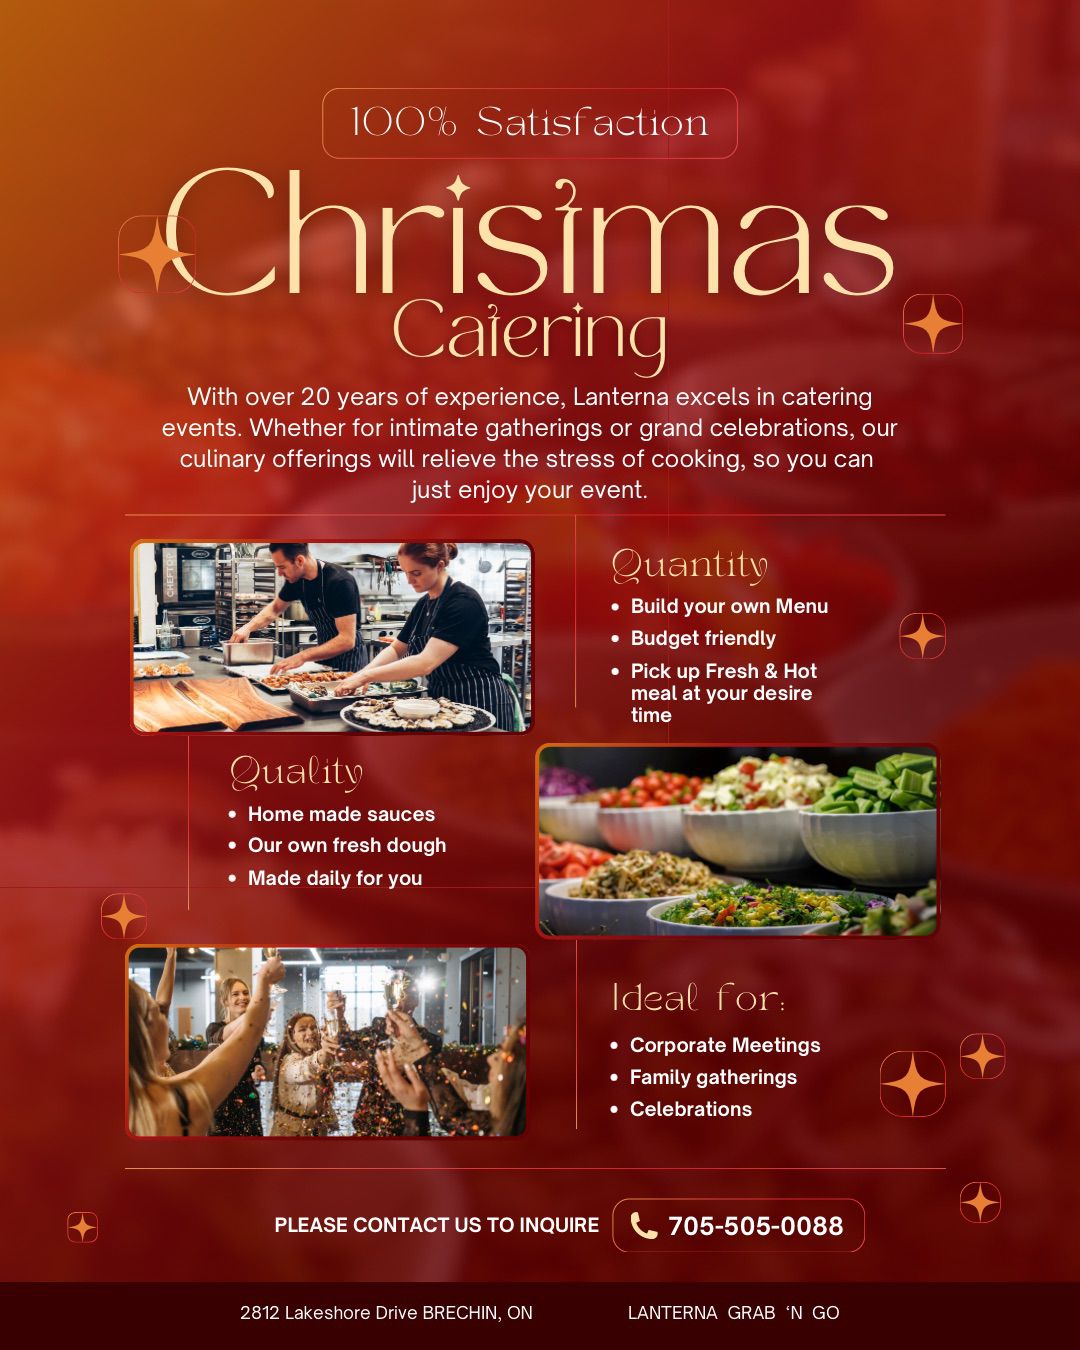 100% Satisfaction
Christmas
Catering
With over 20 years of experience, Lanterna excels in catering
events. Whether for intimate gatherings or grand celebrations, our
culinary offerings will relieve the stress of cooking, so you can
just enjoy your event.
CHEFTOP
Quantity
• Build your own Menu
• Budget friendly
• Pick up Fresh & Hot
meal at your desire
time
Quality
• Home made sauces
• Our own fresh dough
• Made daily for you
Ideal for:
• Corporate Meetings
• Family gatherings
• Celebrations
PLEASE CONTACT US TO INQUIRE 705-505-0088
2812 Lakeshore Drive BRECHIN, ON
LANTERNA GRAB ‘N GO